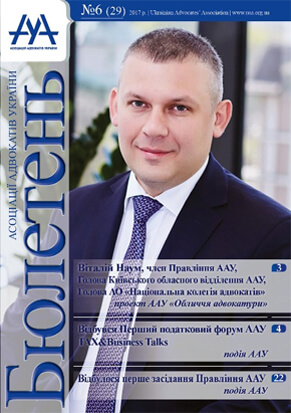 ААУ
АСОЦІАЦІЯ АДВОКАТІВ УКРАЇНИ
№6 (29)
2017 р. | Ukrainian Advocates' Association | www.uaa.org.ua
Бюлетень
АСОЦІАЦІЇ АДВОКАТІВ УКРАЇНИ
Віталій Наум, член Правління ААУ, 3
Голова Київського обласного відділення ААУ,
Голова АО «Національна колегія адвокатів»
проект ААУ «Обличчя адвокатури»
Відбувся Перший податковий форум ААУ 4
TAX&Business Talks
подія ААУ
Відбулося перше засідання Правління ААУ 22
подія ААУ